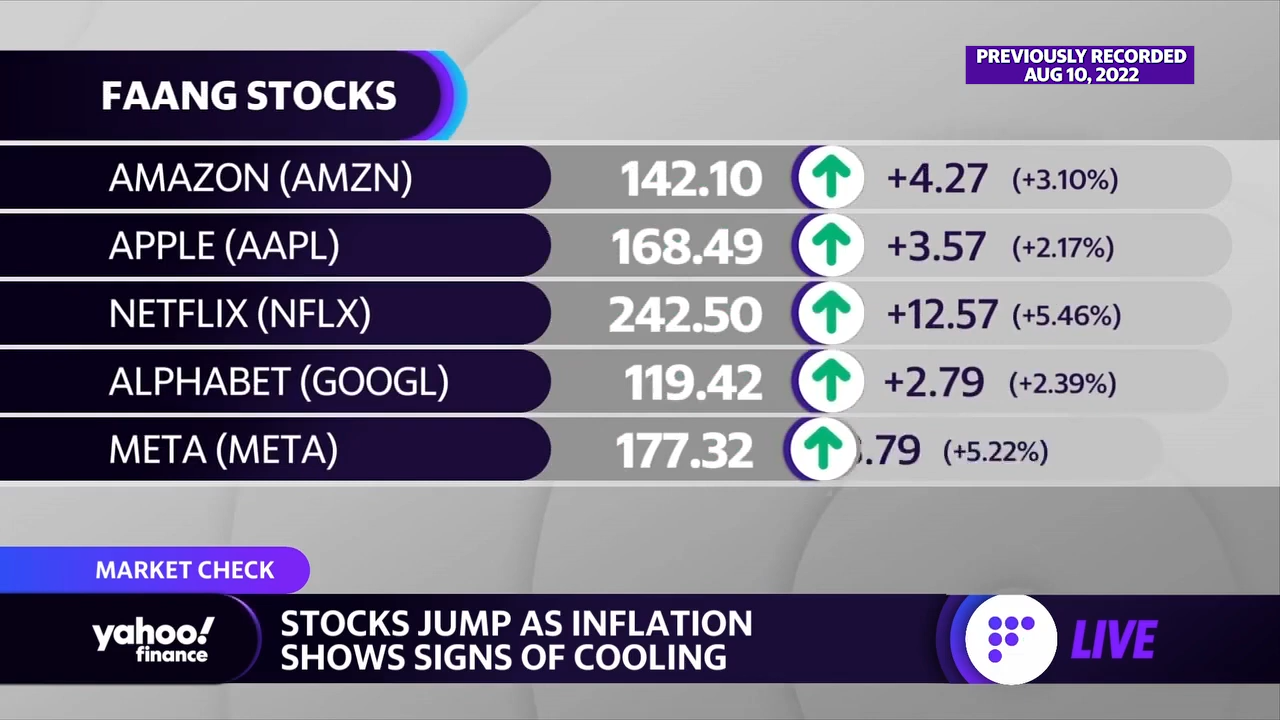 PREVIOUSLY RECORDED
AUG 10, 2022
FAANG STOCKS
AMAZON (AMZN) 142.10 +4.27 (+3.10%)
APPLE (AAPL) 168.49 +3.57 (+2.17%)
NETFLIX (NFLX) 242.50 +12.57 (+5.46%)
ALPHABET (GOOGL) 119.42 +2.79 (+2.39%)
META (META) 177.32 .79 (+5.22%)
MARKET CHECK
yahoo!
finance
STOCKS JUMP AS INFLATION
SHOWS SIGNS OF COOLING
LIVE